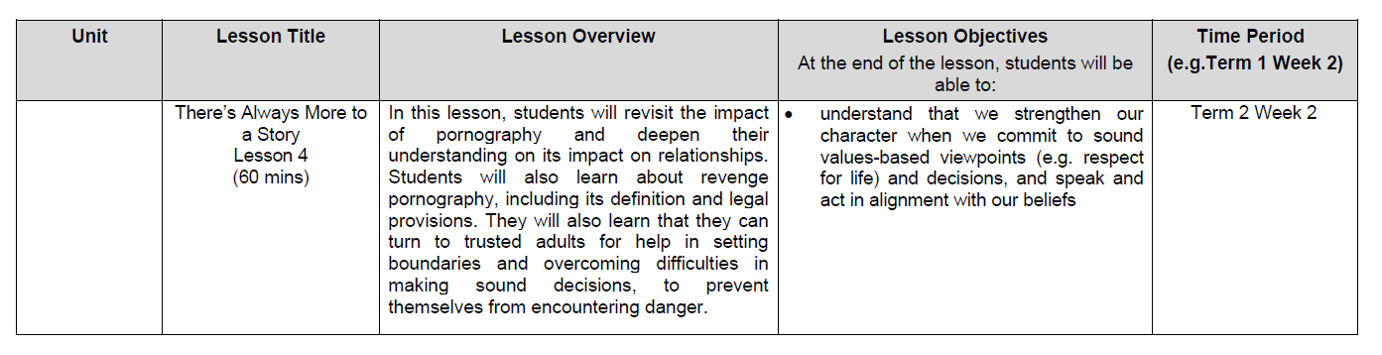 Unit
Lesson Title
Lesson Overview
Lesson Objectives
At the end of the lesson, students will be
able to:
Time Period
(e.g.Term 1 Week 2)
There's Always More to
a Story
Lesson 4
(60 mins)
In this lesson, students will revisit the impact
of pornography and deepen their
understanding on its impact on relationships.
Students will also learn about revenge
pornography, including its definition and legal
provisions. They will also learn that they can
turn to trusted adults for help in setting
boundaries and overcoming difficulties in
making sound decisions, to prevent
themselves from encountering danger.
• understand that we strengthen our
character when we commit to sound
values-based viewpoints (e.g. respect
for life) and decisions, and speak and
act in alignment with our beliefs
Term 2 Week 2